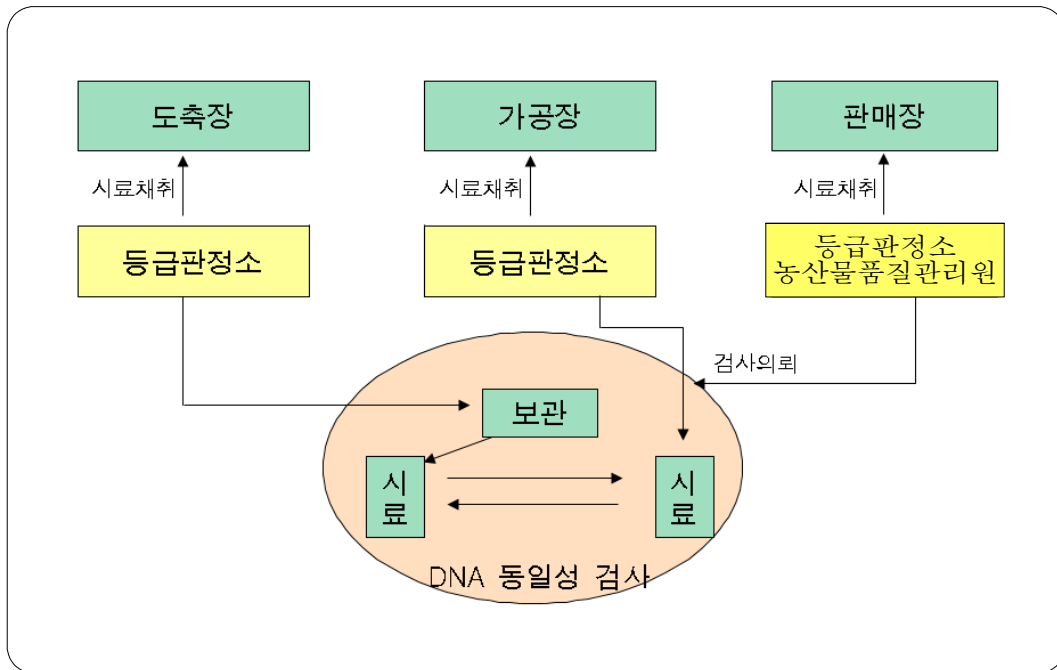 도축장
가공장
판매장
시료채취
시료채취
시료채취
등급판정소
등급판정소
등급판정소
농산물품질관리원
검사의뢰
보관
시
료
시
료
DNA 동일성 검사